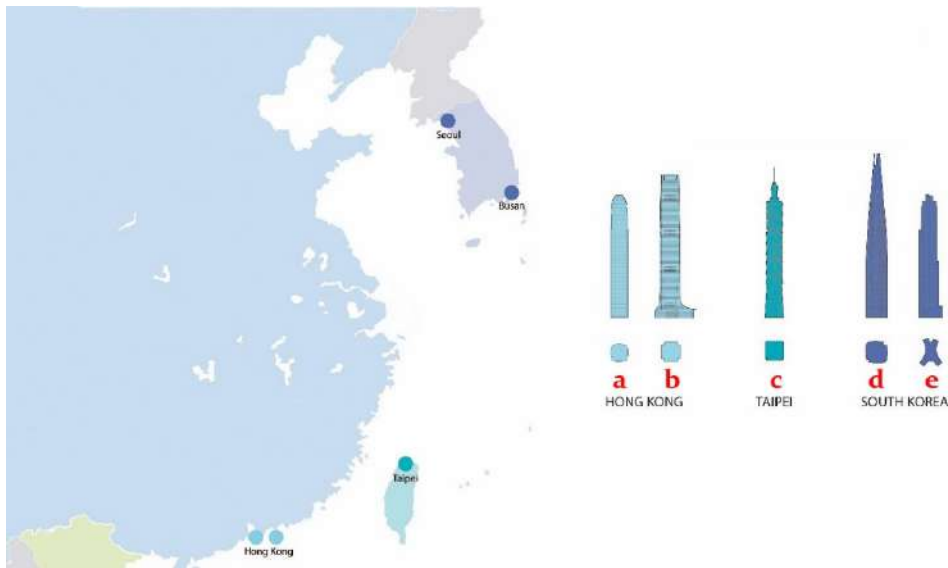 Seoul
Busan
Taipei
Hong Kong
a b c d e
HONG KONG TAIPEI SOUTH KOREA